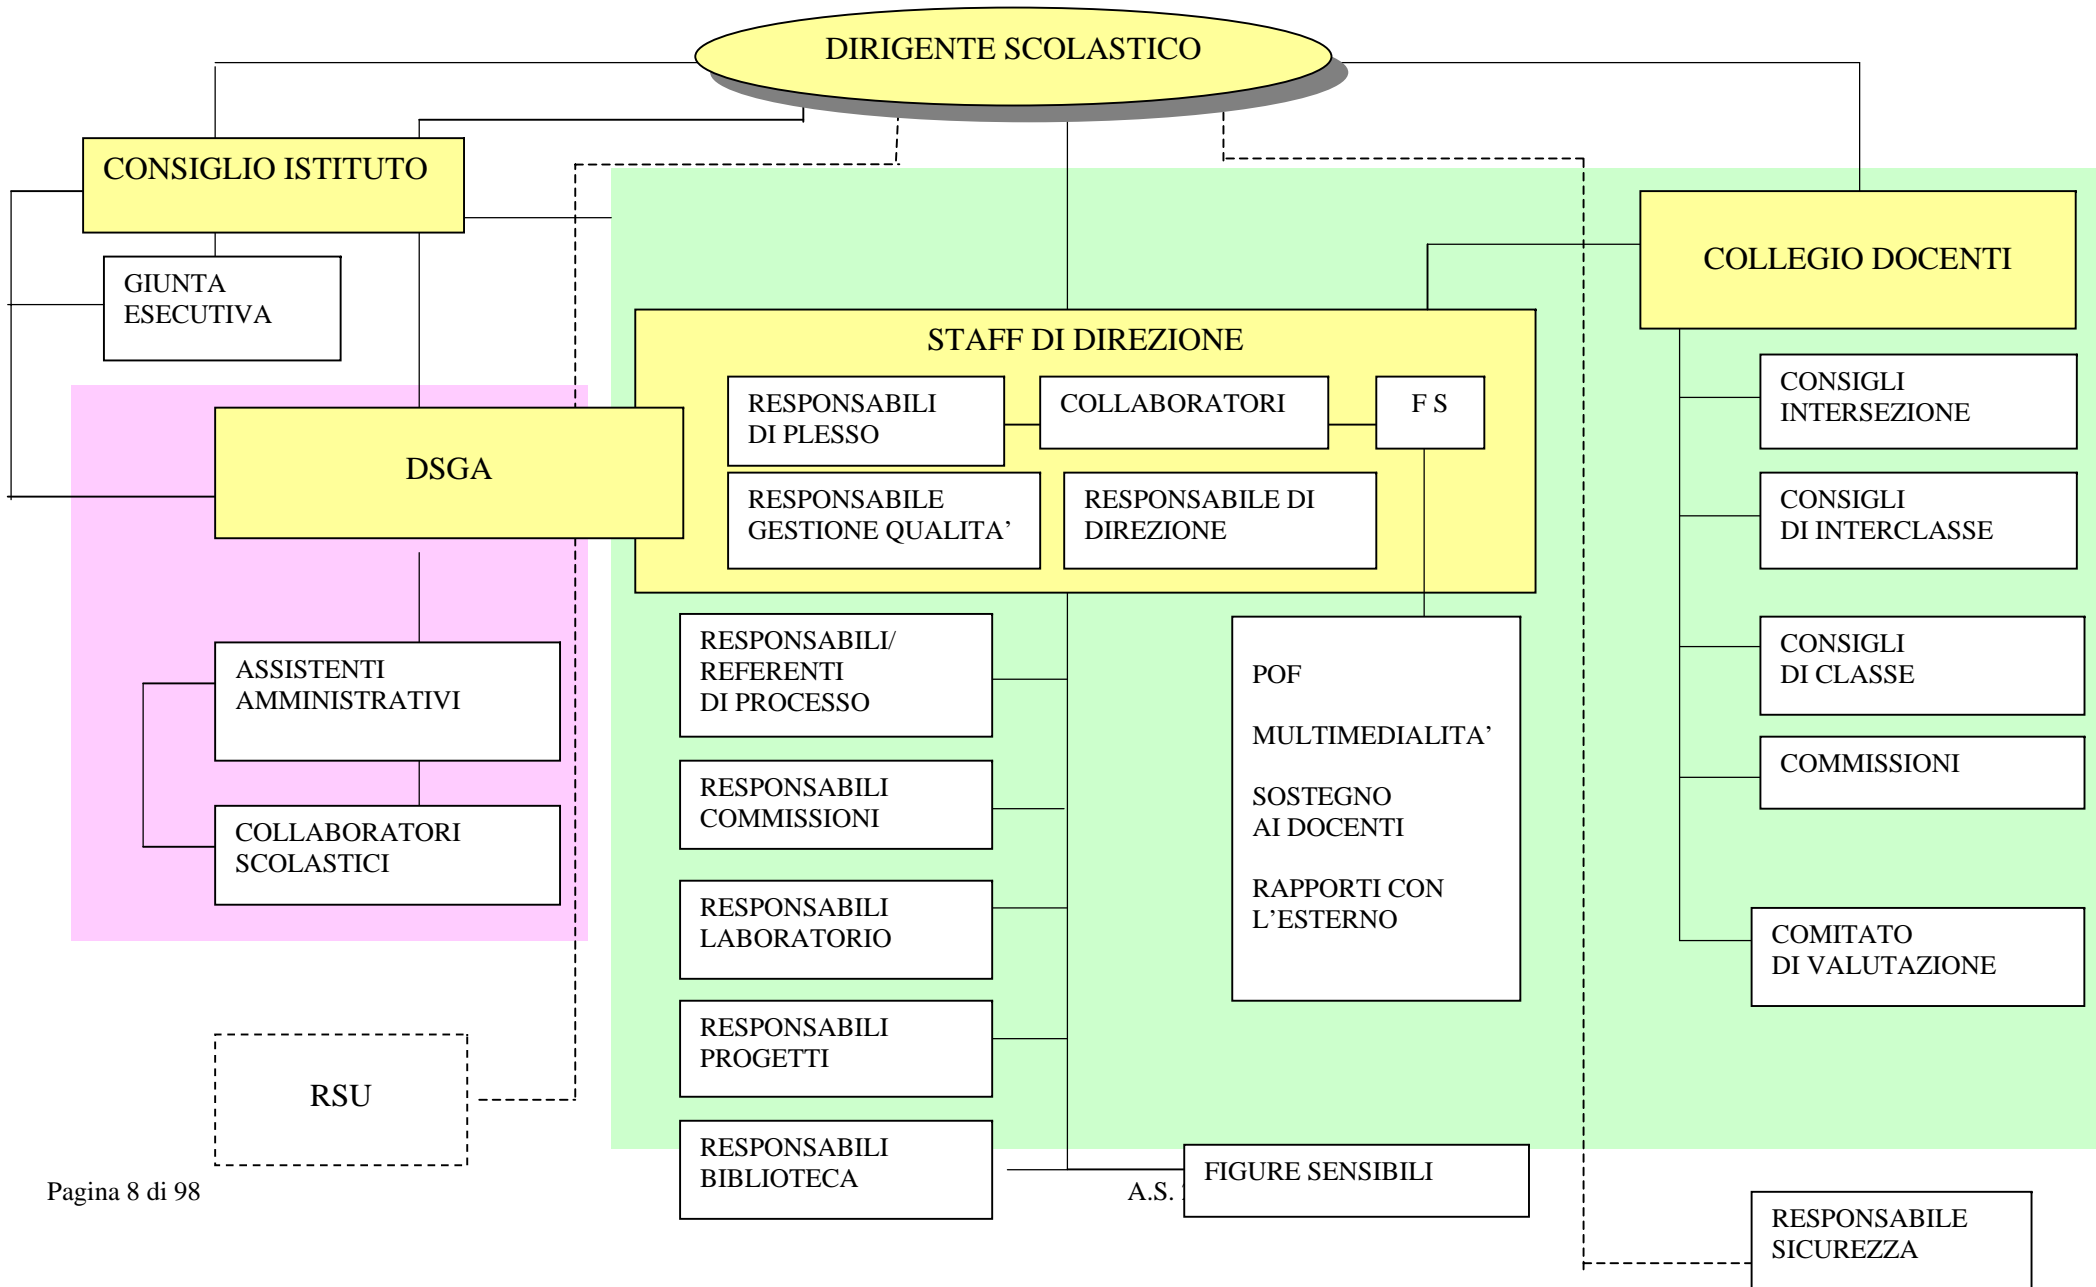 DIRIGENTE SCOLASTICO
CONSIGLIO ISTITUTO
GIUNTA
ESECUTIVA
COLLEGIO DOCENTI
STAFF DI DIREZIONE
RESPONSABILI
DI PLESSO
COLLABORATORI
F S
RESPONSABILE
GESTIONE QUALITA’
RESPONSABILE DI
DIREZIONE
DSGA
ASSISTENTI
AMMINISTRATIVI
COLLABORATORI
SCOLASTICI
RSU
RESPONSABILI/
REFERENTI
DI PROCESSO
RESPONSABILI
COMMISSIONI
RESPONSABILI
LABORATORIO
RESPONSABILI
PROGETTI
RESPONSABILI
BIBLIOTECA
POF
MULTIMEDIALITA’
SOSTEGNO
AI DOCENTI
RAPPORTI CON
L’ESTERNO
FIGURE SENSIBILI
CONSIGLI
INTERSEZIONE
CONSIGLI
DI INTERCLASSE
CONSIGLI
DI CLASSE
COMMISSIONI
COMITATO
DI VALUTAZIONE
RESPONSABILE
SICUREZZA
Pagina 8 di 98
A.S.